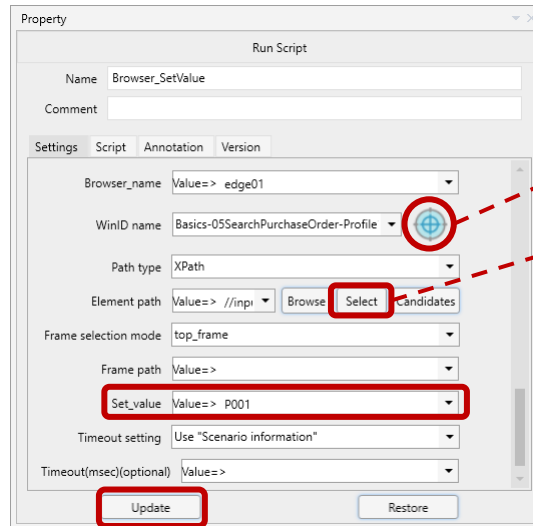 Property
Run Script
Name Browser_SetValue
Comment
Settings Script Annotation Version
Browser_name Value=> edge01
WinID name Basics-05SearchPurchaseOrder-Profile
Path type XPath
Element path Value=> //inpu Browse Select Candidates
Frame selection mode top_frame
Frame path Value=>
Set_value Value=> P001
Timeout setting Use "Scenario information"
Timeout(msec)(optional) Value=>
Update Restore